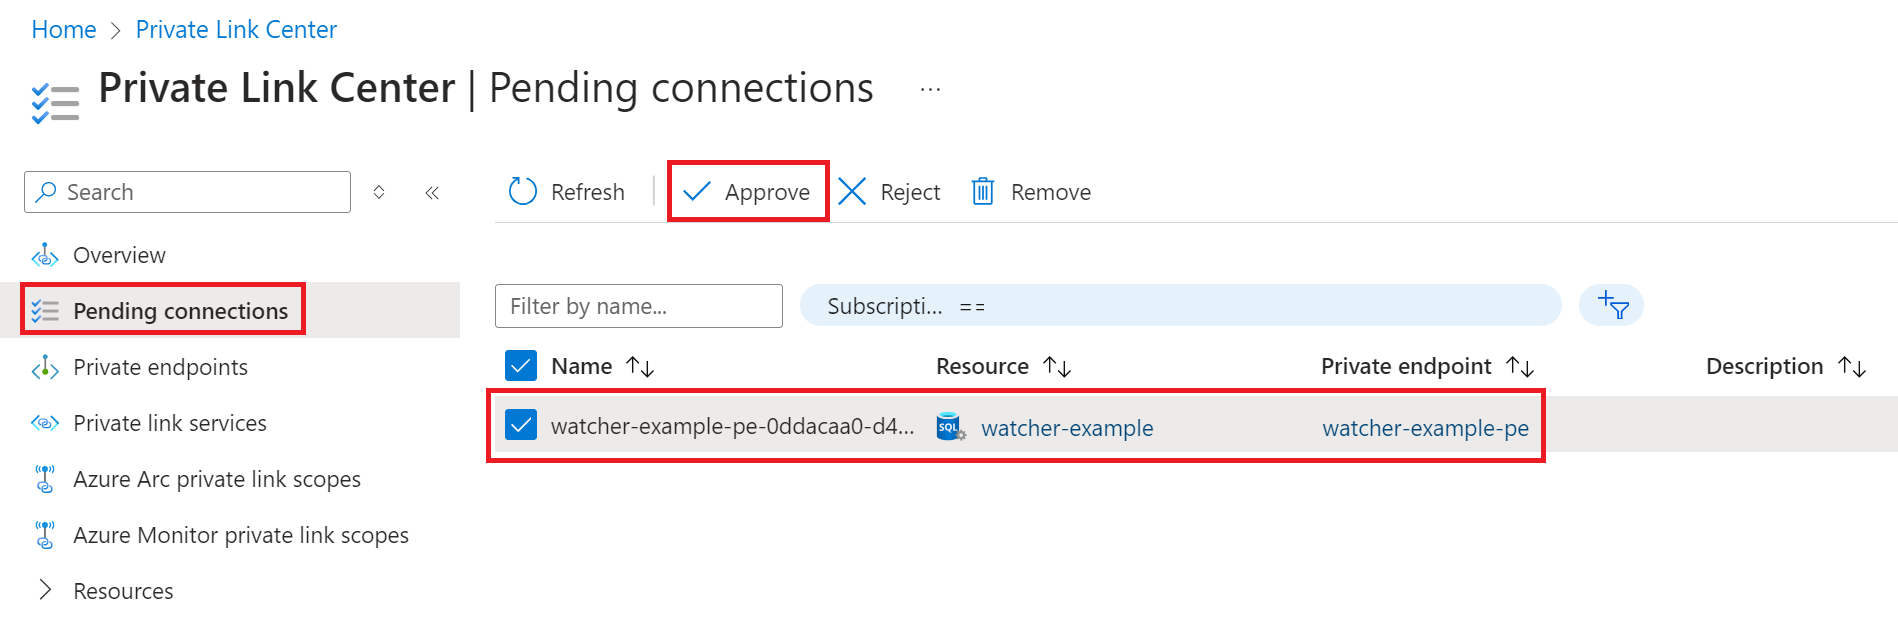 Home > Private Link Center
Private Link Center | Pending connections ...
Search
Refresh | Approve Reject Remove
Overview
Pending connections
Filter by name... Subscripti... ==
Name Resource Private endpoint Description
Private endpoints
watcher-example-pe-0ddacaa0-d4... SQL watcher-example watcher-example-pe
Private link services
Azure Arc private link scopes
Azure Monitor private link scopes
Resources